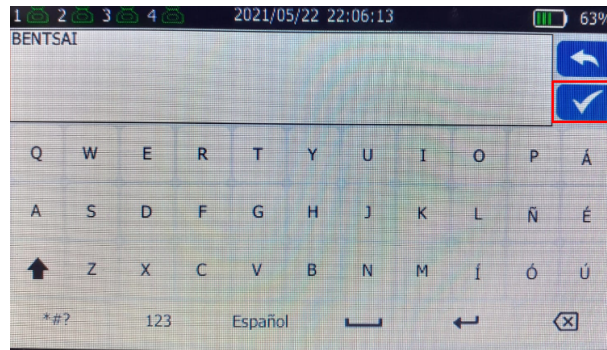 1 2 3 4 2021/05/22 22:06:13 63%
BENTSAI
Q W E R T Y U I O P Á
A S D F G H J K L Ñ É
Z X C V B N M Í Ó Ú
*#? 123 Español